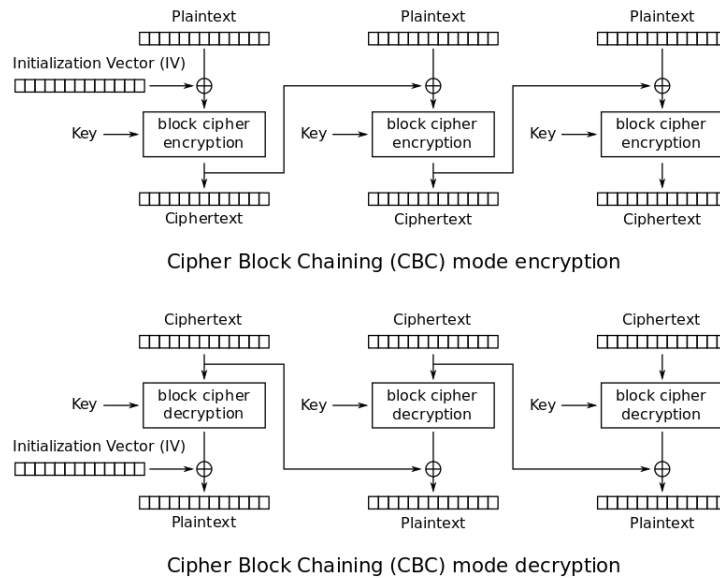 Plaintext Plaintext Plaintext
Initialization Vector (IV)
Key block cipher encryption Key block cipher encryption Key block cipher encryption
Ciphertext Ciphertext Ciphertext
Cipher Block Chaining (CBC) mode encryption
Ciphertext Ciphertext Ciphertext
Key block cipher decryption Key block cipher decryption Key block cipher decryption
Initialization Vector (IV)
Plaintext Plaintext Plaintext
Cipher Block Chaining (CBC) mode decryption